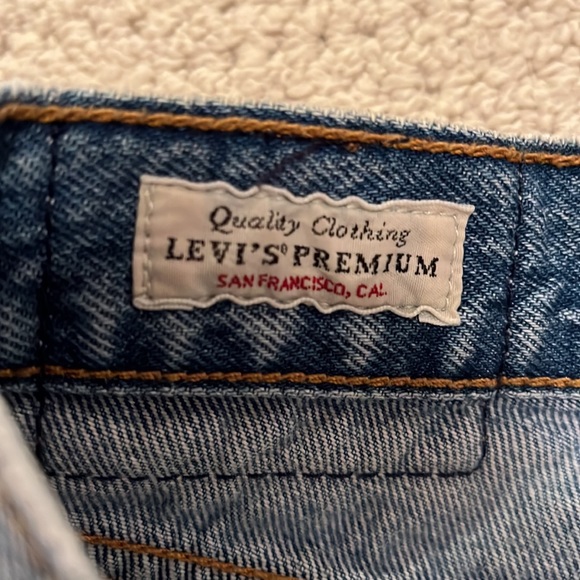 Quality Clothing
LEVI'S® PREMIUM
SAN FRANCISCO, CAL.